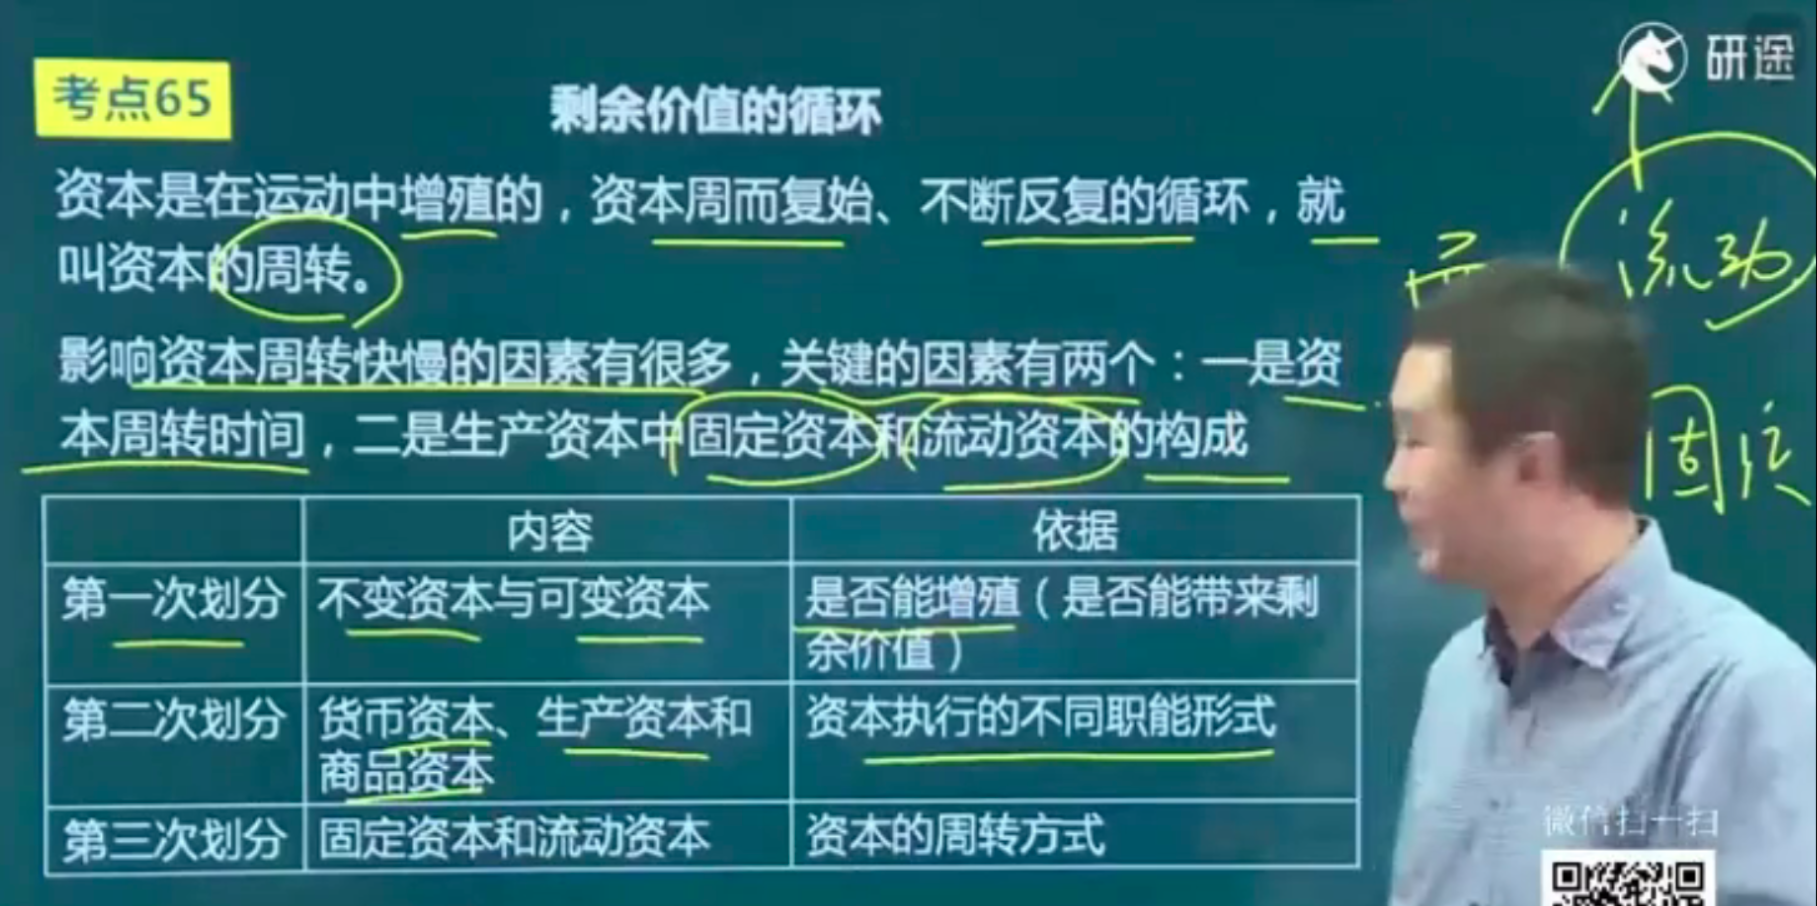 研途
考点65
剩余价值的循环
资本是在运动中增殖的，资本周而复始、不断反复的循环，就
叫资本的周转。
影响资本周转快慢的因素有很多，关键的因素有两个：一是资
本周转时间，二是生产资本中固定资本和流动资本的构成
流动
固定
内容
依据
第一次划分
不变资本与可变资本
是否能增殖（是否能带来剩
余价值）
第二次划分
货币资本、生产资本和
商品资本
资本执行的不同职能形式
第三次划分
固定资本和流动资本
资本的周转方式
微信扫一扫